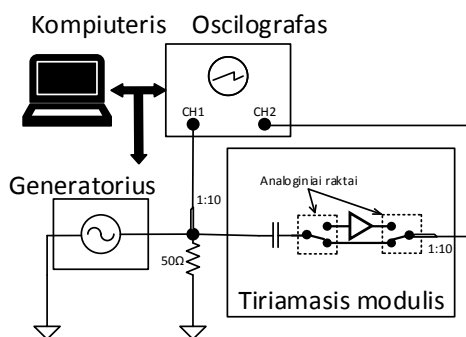 Kompiuteris
Oscilografas
CH1
CH2
Generatorius
1:10
Analoginiai raktai
50Ω
1:10
Tiriamasis modulis